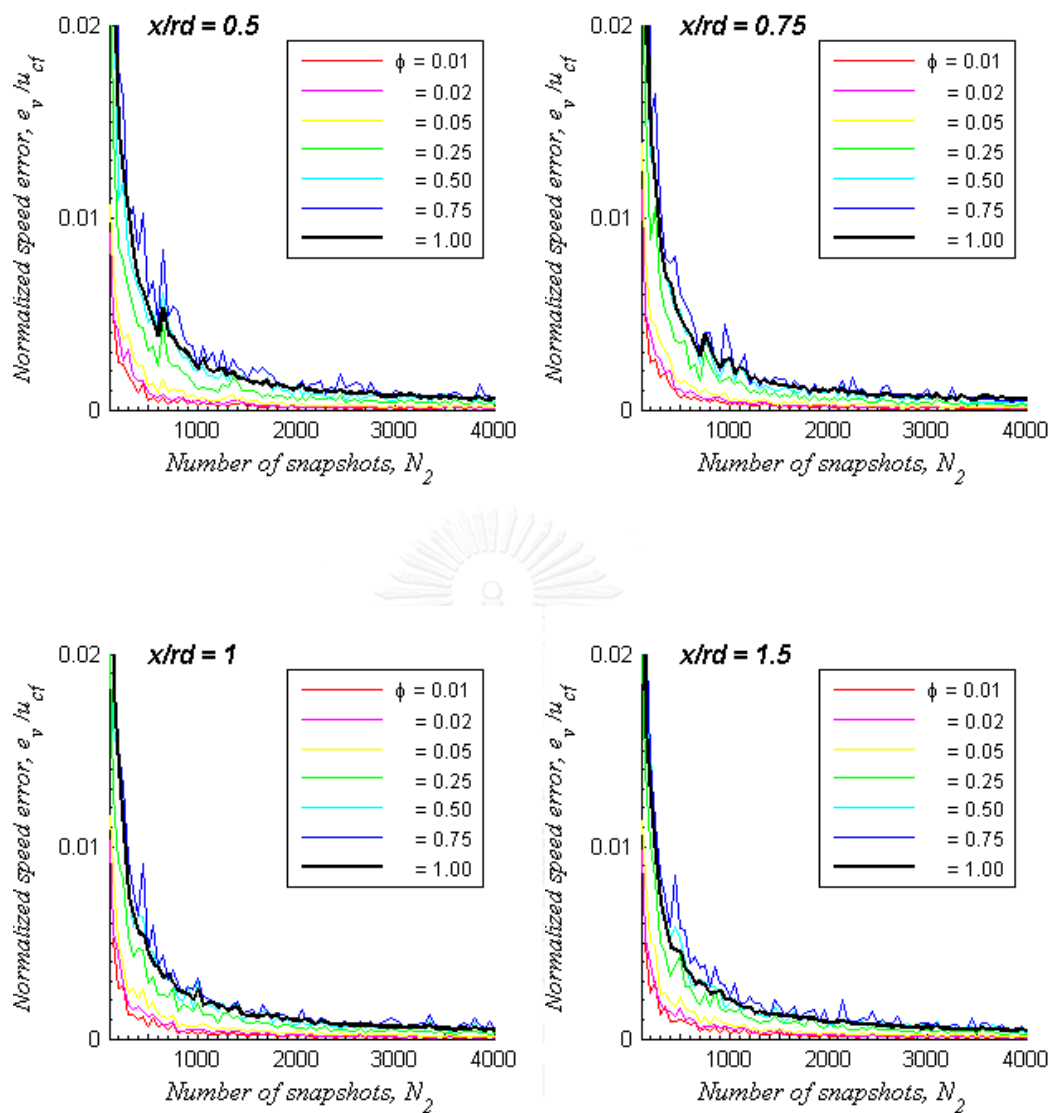 x/rd = 0.5
0.02
0.01
0
Normalized speed error, e_v /u_cf
ϕ = 0.01
= 0.02
= 0.05
= 0.25
= 0.50
= 0.75
= 1.00
1000 2000 3000 4000
Number of snapshots, N_2
x/rd = 0.75
0.02
0.01
0
Normalized speed error, e_v /u_cf
ϕ = 0.01
= 0.02
= 0.05
= 0.25
= 0.50
= 0.75
= 1.00
1000 2000 3000 4000
Number of snapshots, N_2
x/rd = 1
0.02
0.01
0
Normalized speed error, e_v /u_cf
ϕ = 0.01
= 0.02
= 0.05
= 0.25
= 0.50
= 0.75
= 1.00
1000 2000 3000 4000
Number of snapshots, N_2
x/rd = 1.5
0.02
0.01
0
Normalized speed error, e_v /u_cf
ϕ = 0.01
= 0.02
= 0.05
= 0.25
= 0.50
= 0.75
= 1.00
1000 2000 3000 4000
Number of snapshots, N_2